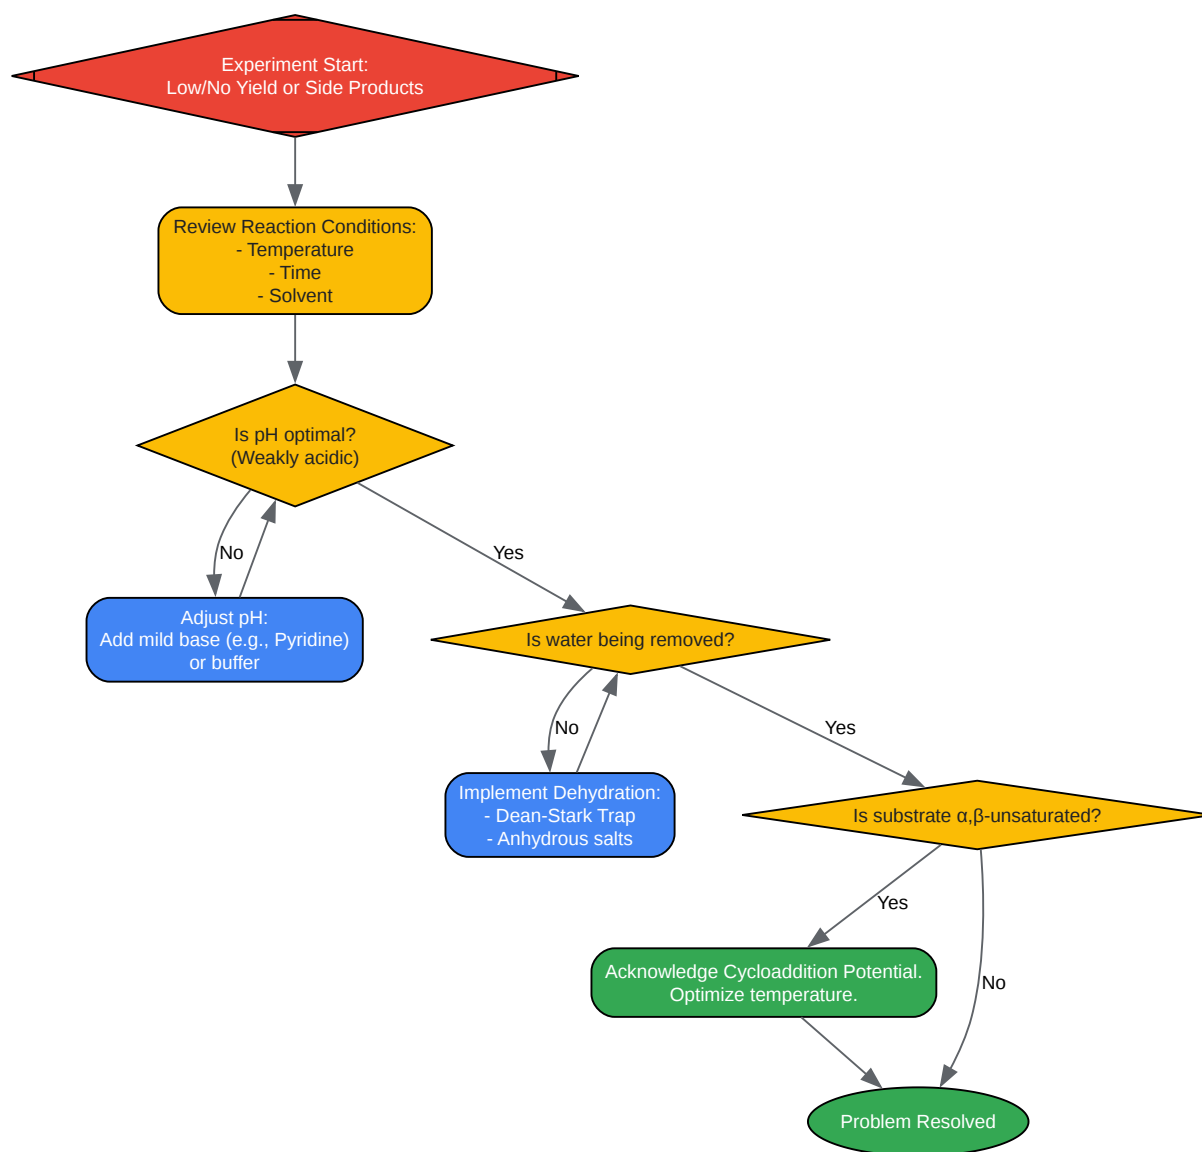 Experiment Start:
Low/No Yield or Side Products
Review Reaction Conditions:
- Temperature
- Time
- Solvent
Is pH optimal?
(Weakly acidic)
No
Yes
Adjust pH:
Add mild base (e.g., Pyridine)
or buffer
Is water being removed?
No
Yes
Implement Dehydration:
- Dean-Stark Trap
- Anhydrous salts
Is substrate α,β-unsaturated?
Yes
No
Acknowledge Cycloaddition Potential.
Optimize temperature.
Problem Resolved